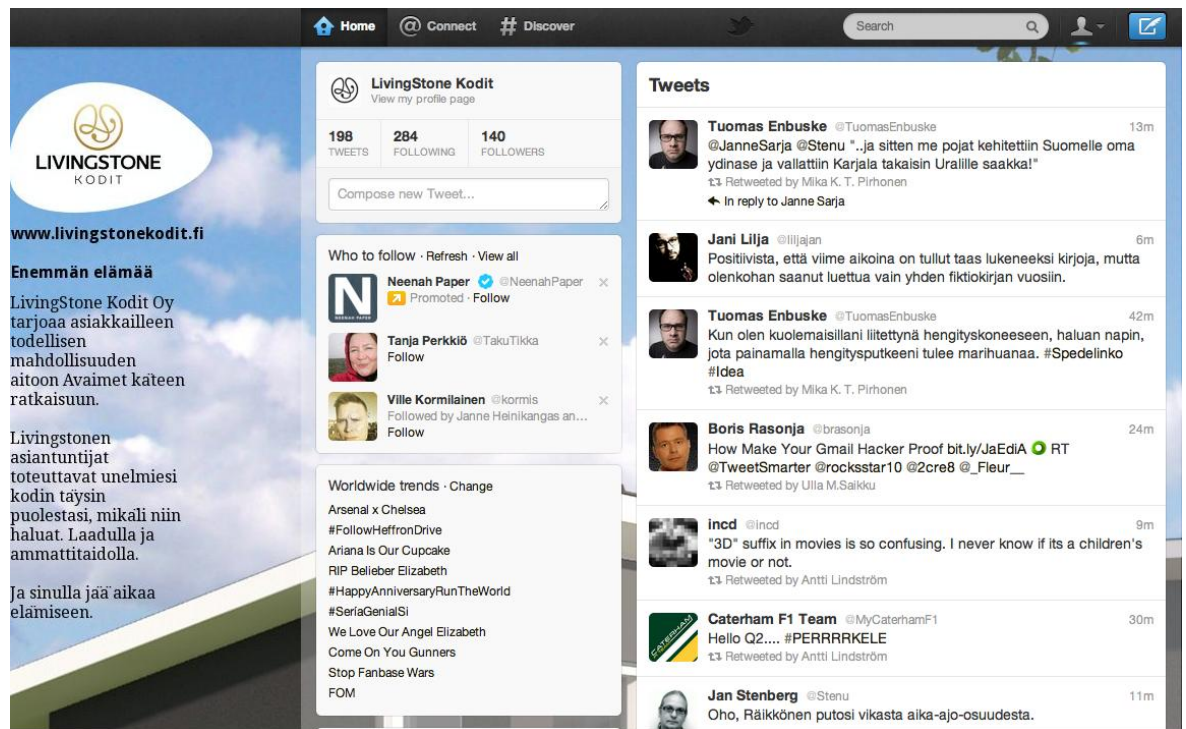 Home
Connect
Discover
Search
LIVINGSTONE
KODIT
www.livingstonekodit.fi
Enemmän elämää
LivingStone Kodit Oy
tarjoaa asiakkailleen
todellisen
mahdollisuuden
aitoon Avaimet käteen
ratkaisuun.
Livingstonen
asiantuntijat
toteuttavat unelmiesi
kodin täysin
puolestasi, mikäli niin
haluat. Laadulla ja
ammattitaidolla.
Ja sinulla jää aikaa
elämiseen.
LivingStone Kodit
View my profile page
198 284 140
TWEETS FOLLOWING FOLLOWERS
Compose new Tweet...
Who to follow · Refresh · View all
Neenah Paper @NeenahPaper
Promoted · Follow
N
NEENAH PAPER
Tanja Perkkiö @TakuTikka
Follow
Ville Kormilainen @kormis
Followed by Janne Heinikangas an...
Follow
Worldwide trends · Change
Arsenal x Chelsea
#FollowHeffronDrive
Ariana Is Our Cupcake
RIP Belieber Elizabeth
#HappyAnniversaryRunTheWorld
#SeríaGenialSi
We Love Our Angel Elizabeth
Come On You Gunners
Stop Fanbase Wars
FOM
Tweets
Tuomas Enbuske @TuomasEnbuske 13m
@JanneSarja @Stenu "..ja sitten me pojat kehitettiin Suomelle oma
ydinase ja vallattiin Karjala takaisin Uralille saakka!"
Retweeted by Mika K. T. Pirhonen
In reply to Janne Sarja
Jani Lilja @liljajan 6m
Positiivista, että viime aikoina on tullut taas lukeneeksi kirjoja, mutta
olenkohan saanut luettua vain yhden fiktiokirjan vuosiin.
Tuomas Enbuske @TuomasEnbuske 42m
Kun olen kuolemaisillani liitettynä hengityskoneeseen, haluan napin,
jota painamalla hengitysputkeeni tulee marihuanaa. #Spedelinko
#Idea
Retweeted by Mika K. T. Pirhonen
Boris Rasonja @brasonja 24m
How Make Your Gmail Hacker Proof bit.ly/JaEdiA RT
@TweetSmarter @rocksstar10 @2cre8 @_Fleur__
Retweeted by Ulla M.Saikku
incd @incd 9m
"3D" suffix in movies is so confusing. I never know if its a children's
movie or not.
Retweeted by Antti Lindström
CATERHAM
Caterham F1 Team @MyCaterhamF1 30m
Hello Q2.... #PERRRRKELE
Retweeted by Antti Lindström
Jan Stenberg @Stenu 11m
Oho, Räikkönen putosi vikasta aika-ajo-osuudesta.